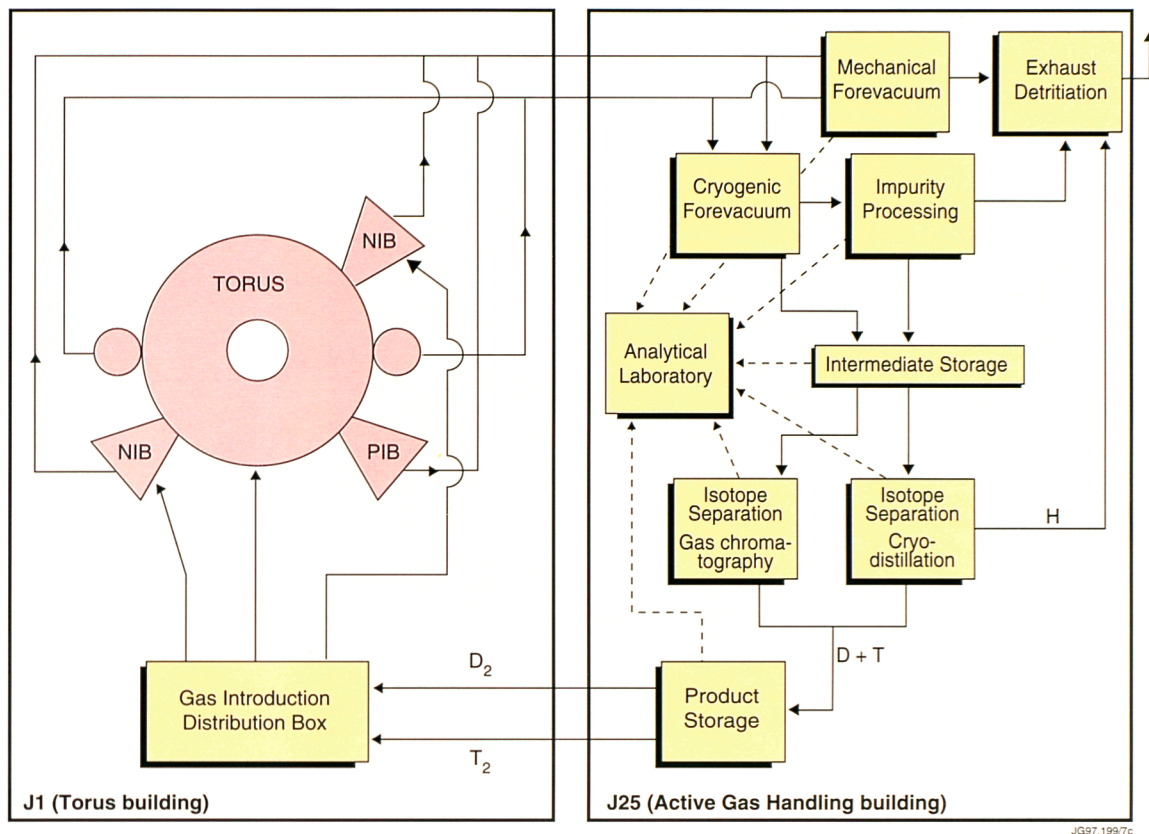 Mechanical
Forevacuum
Exhaust
Detritiation
Cryogenic
Forevacuum
Impurity
Processing
NIB
TORUS
Analytical
Laboratory
Intermediate Storage
NIB
PIB
Isotope
Separation
Gas chroma-
tography
Isotope
Separation
Cryo-
distillation
H
D + T
Gas Introduction
Distribution Box
D₂
T₂
Product
Storage
J1 (Torus building)
J25 (Active Gas Handling building)
JG97.199/7c